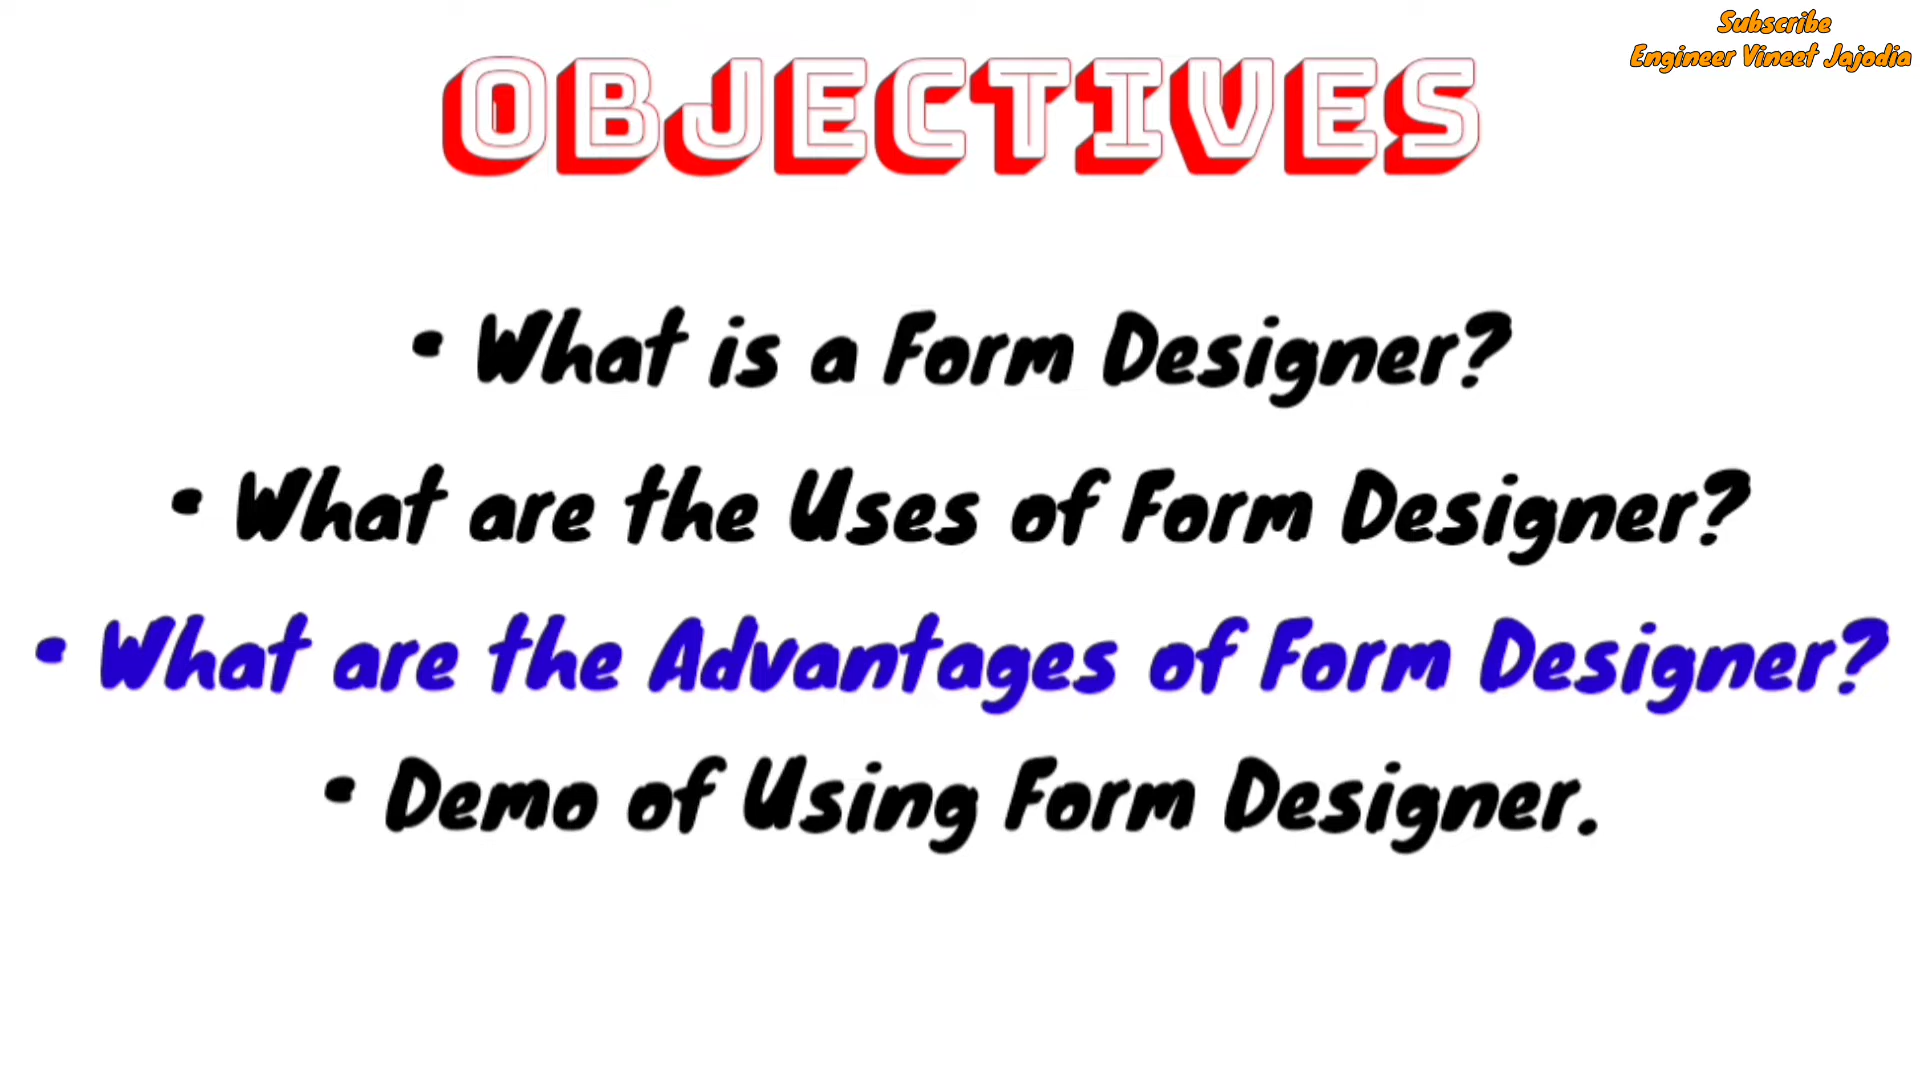 Subscribe
Engineer Vineet Jajodia
OBJECTIVES
• What is a Form Designer?
• What are the Uses of Form Designer?
• What are the Advantages of Form Designer?
• Demo of Using Form Designer.